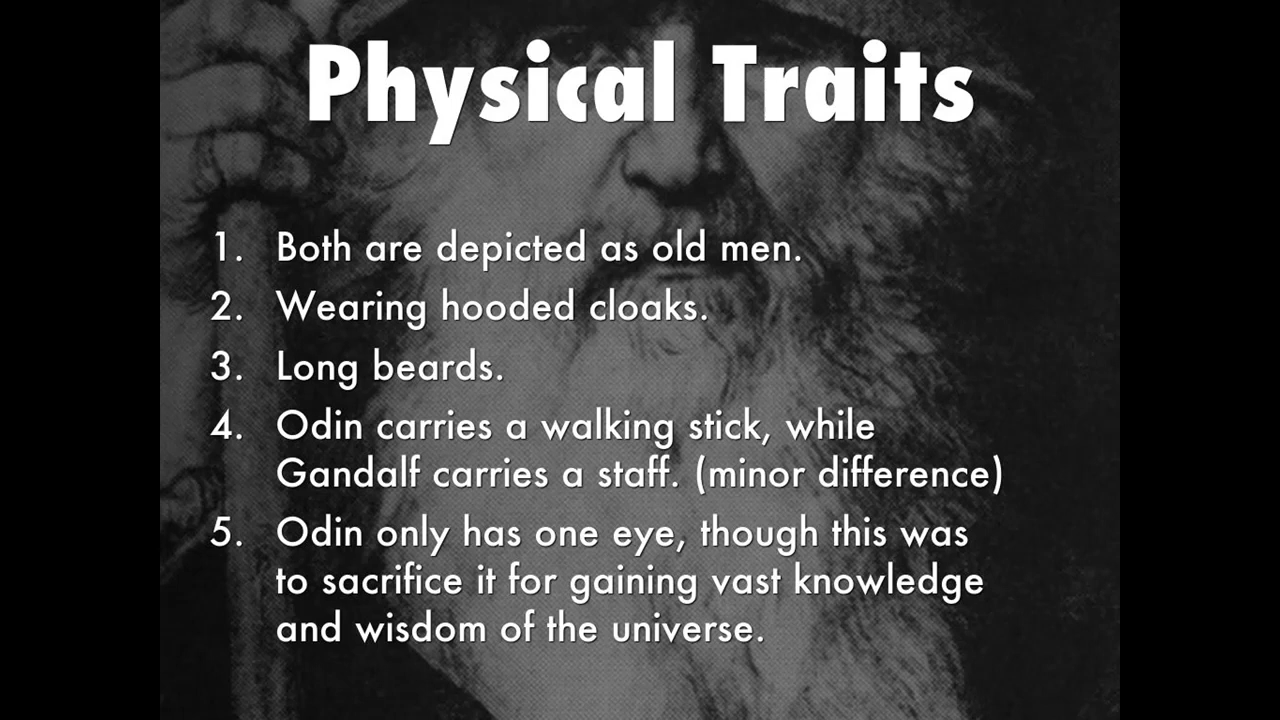 Physical Traits
1. Both are depicted as old men.
2. Wearing hooded cloaks.
3. Long beards.
4. Odin carries a walking stick, while
Gandalf carries a staff. (minor difference)
5. Odin only has one eye, though this was
to sacrifice it for gaining vast knowledge
and wisdom of the universe.